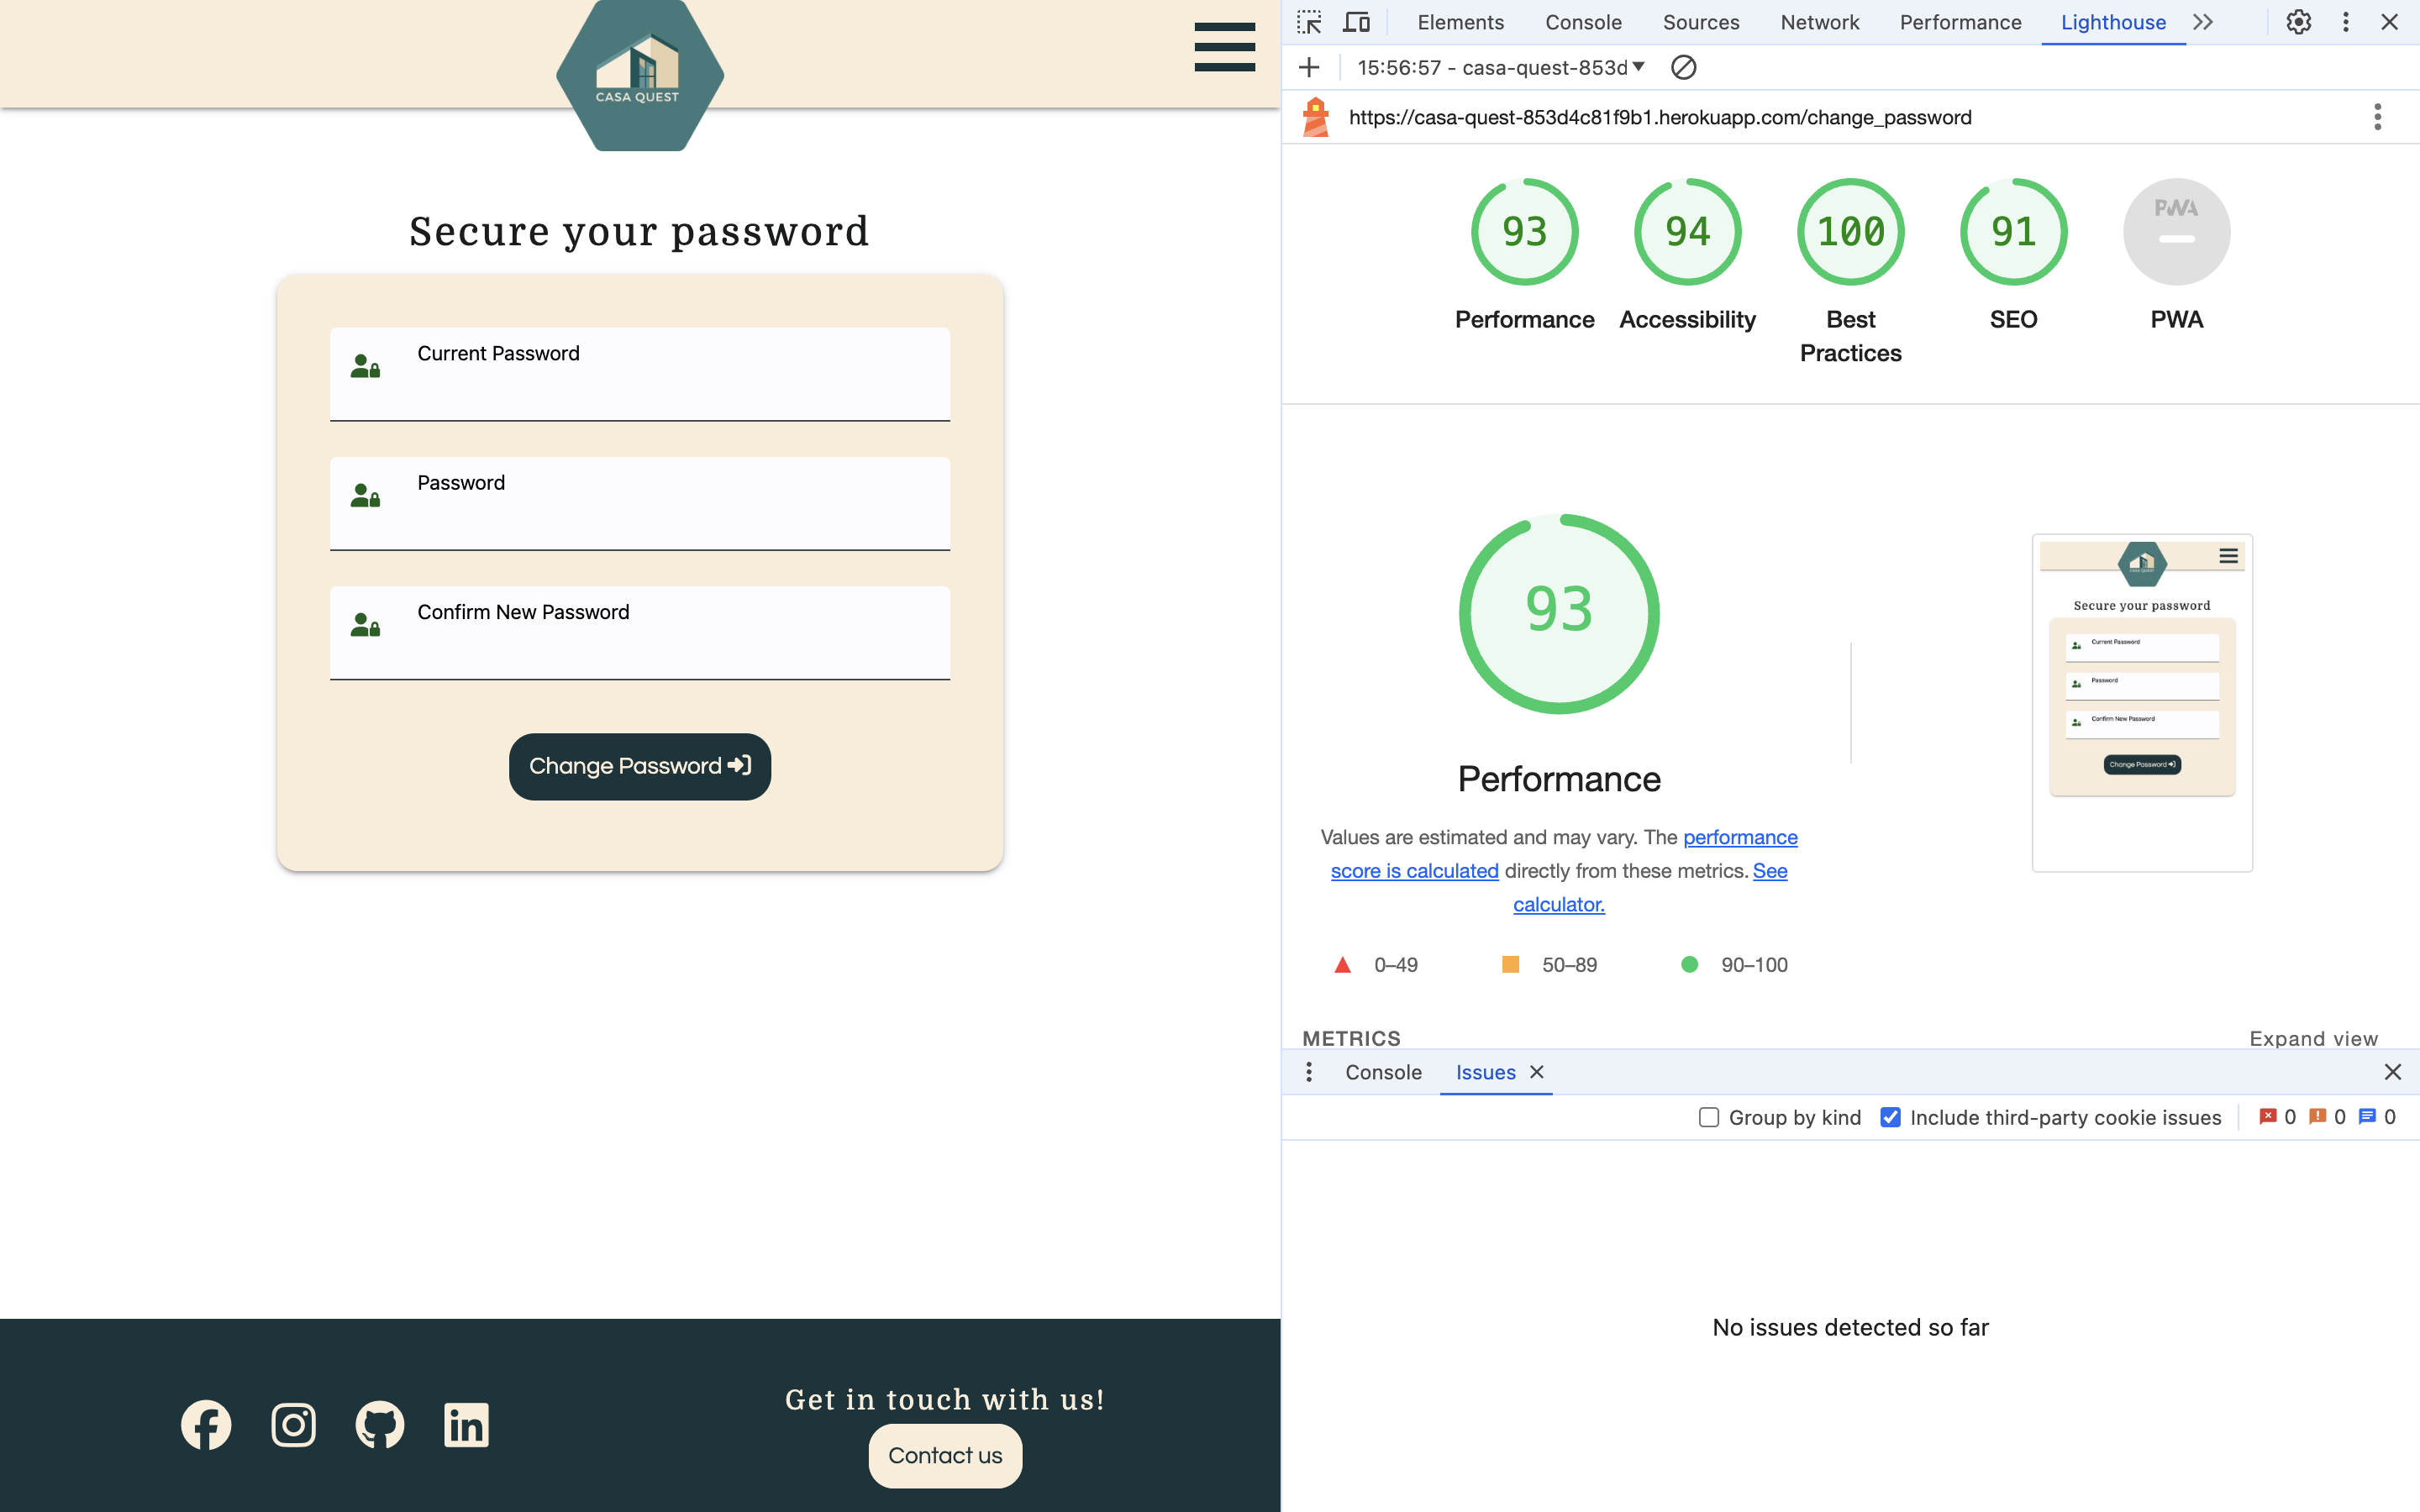 CASA QUEST
Secure your password
Current Password
Password
Confirm New Password
Change Password
Get in touch with us!
Contact us
Elements Console Sources Network Performance Lighthouse
15:56:57 - casa-quest-853d
https://casa-quest-853d4c81f9b1.herokuapp.com/change_password
93 94 100 91 PWA
Performance Accessibility Best Practices SEO PWA
93
Performance
Values are estimated and may vary. The performance
score is calculated directly from these metrics. See
calculator.
0–49 50–89 90–100
Secure your password
Current Password
Password
Confirm New Password
Change Password
METRICS Expand view
Console Issues
Group by kind Include third-party cookie issues 0 0 0
No issues detected so far